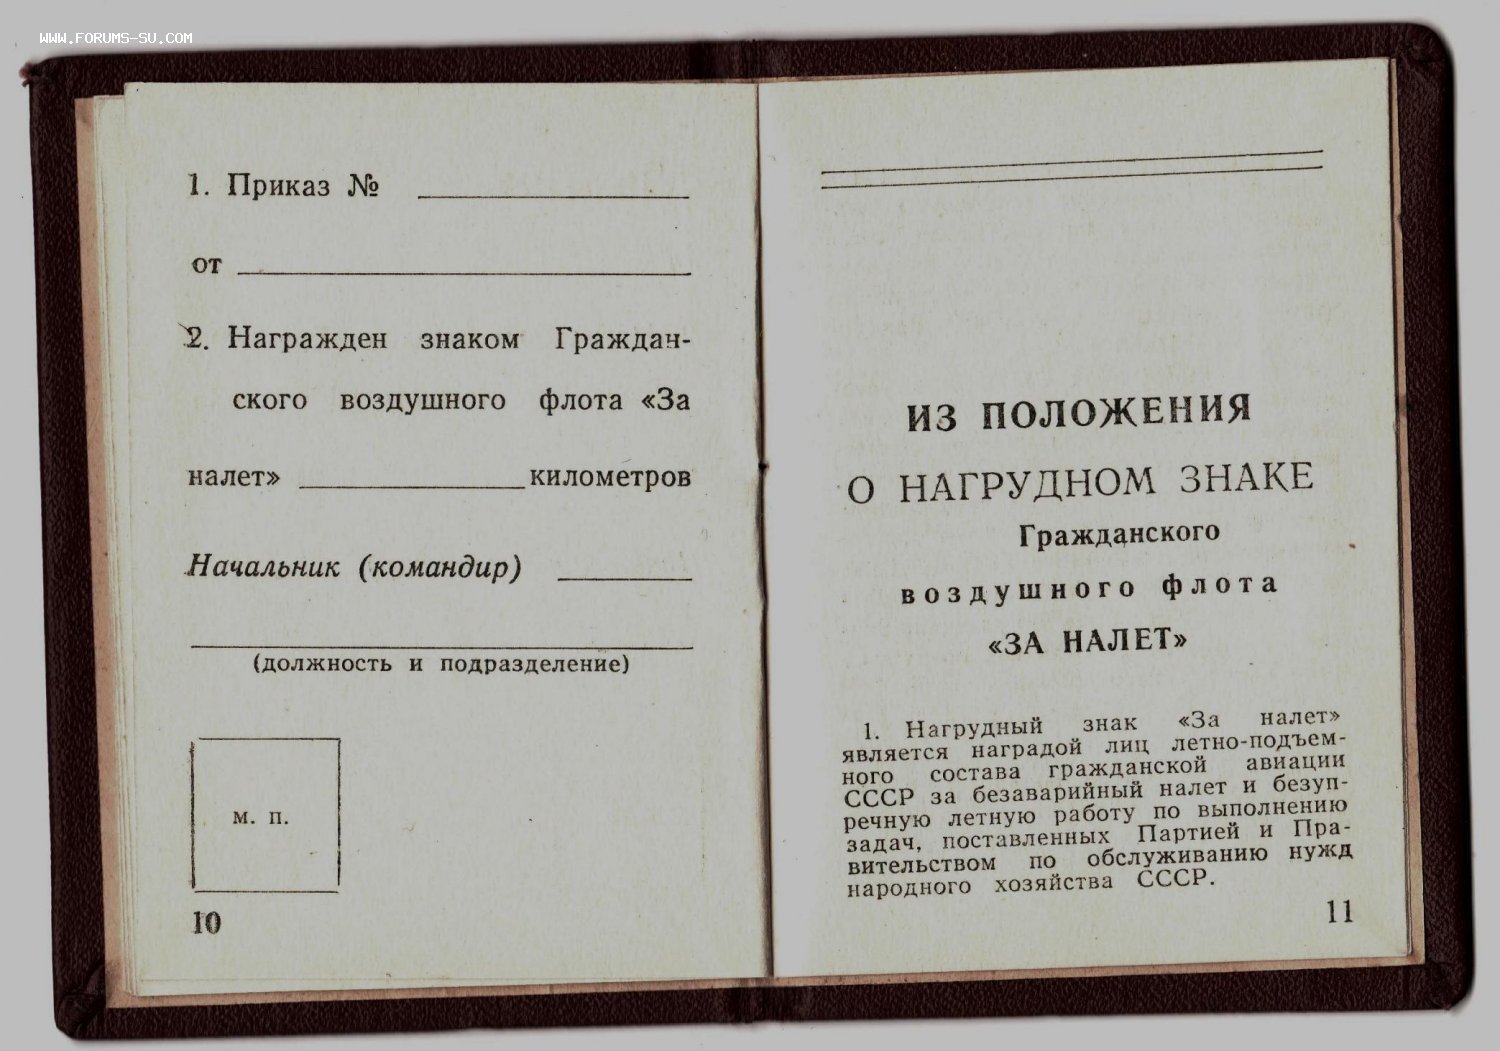 WWW.FORUMS-SU.COM
1. Приказ №
от
2. Награжден знаком Граждан-
ского воздушного флота «За
налет» километров
Начальник (командир)
(должность и подразделение)
м. п.
10
ИЗ ПОЛОЖЕНИЯ
О НАГРУДНОМ ЗНАКЕ
Гражданского
воздушного флота
«ЗА НАЛЕТ»
1. Нагрудный знак «За налет»
является наградой лиц летно-подъем-
ного состава гражданской авиации
СССР за безаварийный налет и безуп-
речную летную работу по выполнению
задач, поставленных Партией и Пра-
вительством по обслуживанию нужд
народного хозяйства СССР.
11